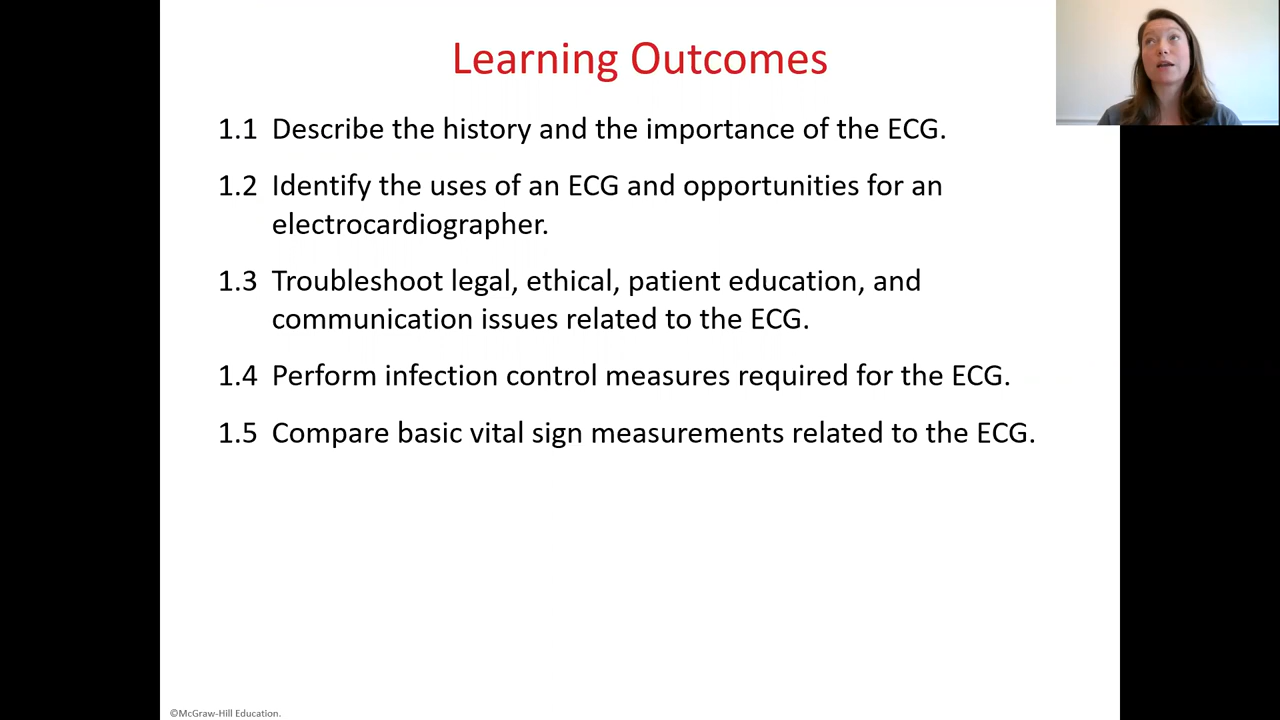 Learning Outcomes
1.1 Describe the history and the importance of the ECG.
1.2 Identify the uses of an ECG and opportunities for an
electrocardiographer.
1.3 Troubleshoot legal, ethical, patient education, and
communication issues related to the ECG.
1.4 Perform infection control measures required for the ECG.
1.5 Compare basic vital sign measurements related to the ECG.
©McGraw-Hill Education.